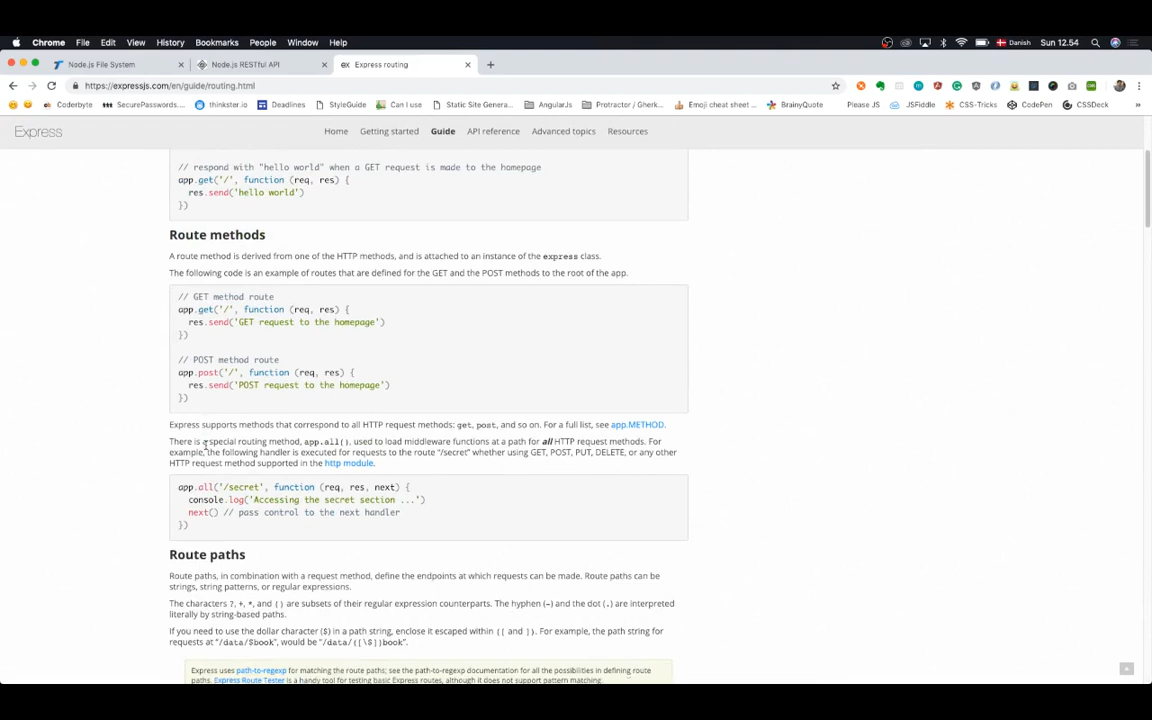 Chrome File Edit View History Bookmarks People Window Help Danish Sun 12.54
Node.js File System × Node.js RESTful API × Express routing × +
https://expressjs.com/en/guide/routing.html
Coderbyte SecurePasswords.... thinkster.io Deadlines StyleGuide Can I use Static Site Genera... AngularJS Protractor / Gherk... Emoji cheat sheet ... BrainyQuote Please JS JSFiddle CSS-Tricks CodePen CSSDeck »
Express Home Getting started Guide API reference Advanced topics Resources
// respond with "hello world" when a GET request is made to the homepage
app.get('/', function (req, res) {
res.send('hello world')
})
Route methods
A route method is derived from one of the HTTP methods, and is attached to an instance of the express class.
The following code is an example of routes that are defined for the GET and the POST methods to the root of the app.
// GET method route
app.get('/', function (req, res) {
res.send('GET request to the homepage')
})
// POST method route
app.post('/', function (req, res) {
res.send('POST request to the homepage')
})
Express supports methods that correspond to all HTTP request methods: get, post, and so on. For a full list, see app.METHOD.
There is a special routing method, app.all(), used to load middleware functions at a path for all HTTP request methods. For
example, the following handler is executed for requests to the route "/secret" whether using GET, POST, PUT, DELETE, or any other
HTTP request method supported in the http module.
app.all('/secret', function (req, res, next) {
console.log('Accessing the secret section ...')
next() // pass control to the next handler
})
Route paths
Route paths, in combination with a request method, define the endpoints at which requests can be made. Route paths can be
strings, string patterns, or regular expressions.
The characters ?, +, *, and () are subsets of their regular expression counterparts. The hyphen (-) and the dot (.) are interpreted
literally by string-based paths.
If you need to use the dollar character ($) in a path string, enclose it escaped within ([ and ]). For example, the path string for
requests at "/data/$book", would be "/data/([\$])book".
Express uses path-to-regexp for matching the route paths; see the path-to-regexp documentation for all the possibilities in defining route
paths. Express Route Tester is a handy tool for testing basic Express routes, although it does not support pattern matching.